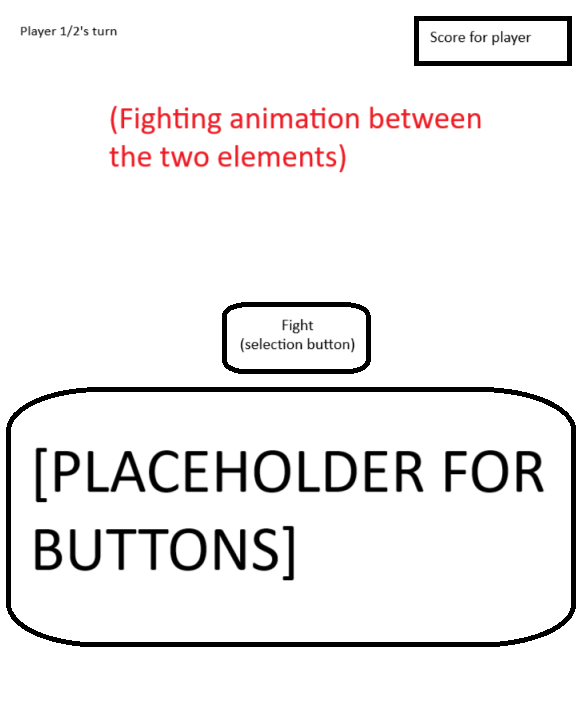 Player 1/2's turn
Score for player
(Fighting animation between
the two elements)
Fight
(selection button)
[PLACEHOLDER FOR
BUTTONS]